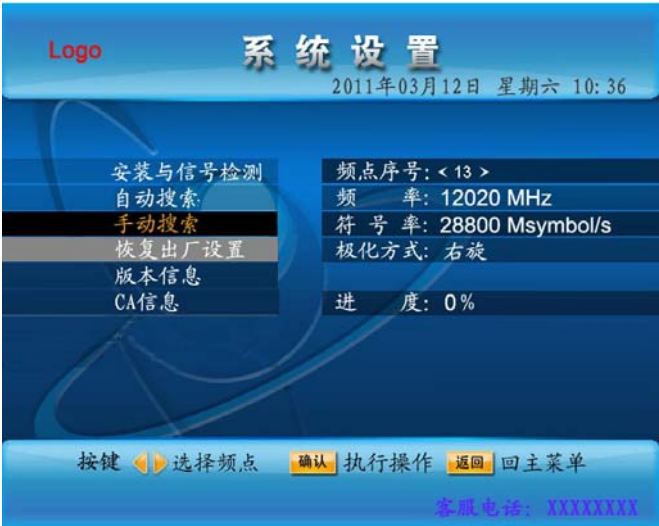 Logo
系统设置
2011年03月12日 星期六 10:36
安装与信号检测
自动搜索
手动搜索
恢复出厂设置
版本信息
CA信息
频点序号: < 13 >
频 率: 12020 MHz
符 号 率: 28800 Msymbol/s
极化方式: 右旋
进 度: 0%
按键 选择频点 确认 执行操作 返回 回主菜单
客服电话: XXXXXXXX